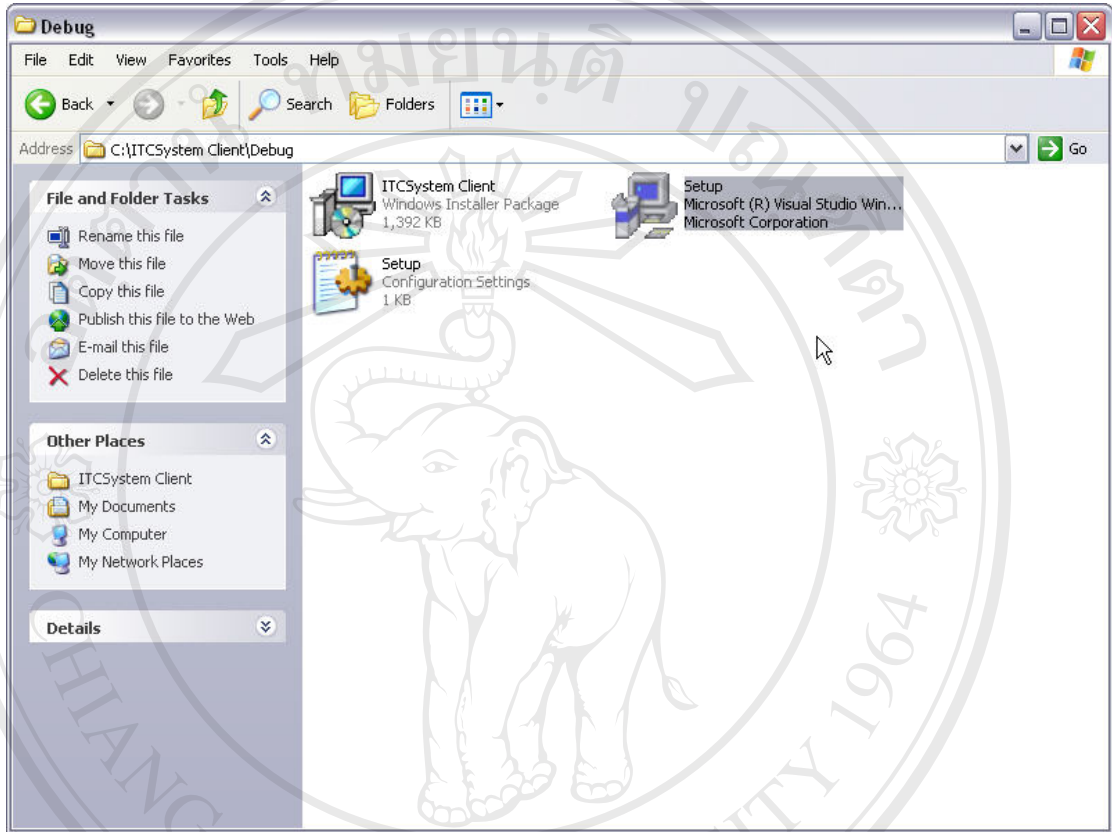 Debug
File Edit View Favorites Tools Help
Back Search Folders
Address C:\ITCSystem Client\Debug Go
File and Folder Tasks
Rename this file
Move this file
Copy this file
Publish this file to the Web
E-mail this file
Delete this file
Other Places
ITCSystem Client
My Documents
My Computer
My Network Places
Details
ITCSystem Client
Windows Installer Package
1,392 KB
Setup
Microsoft (R) Visual Studio Win...
Microsoft Corporation
Setup
Configuration Settings
1 KB
1964